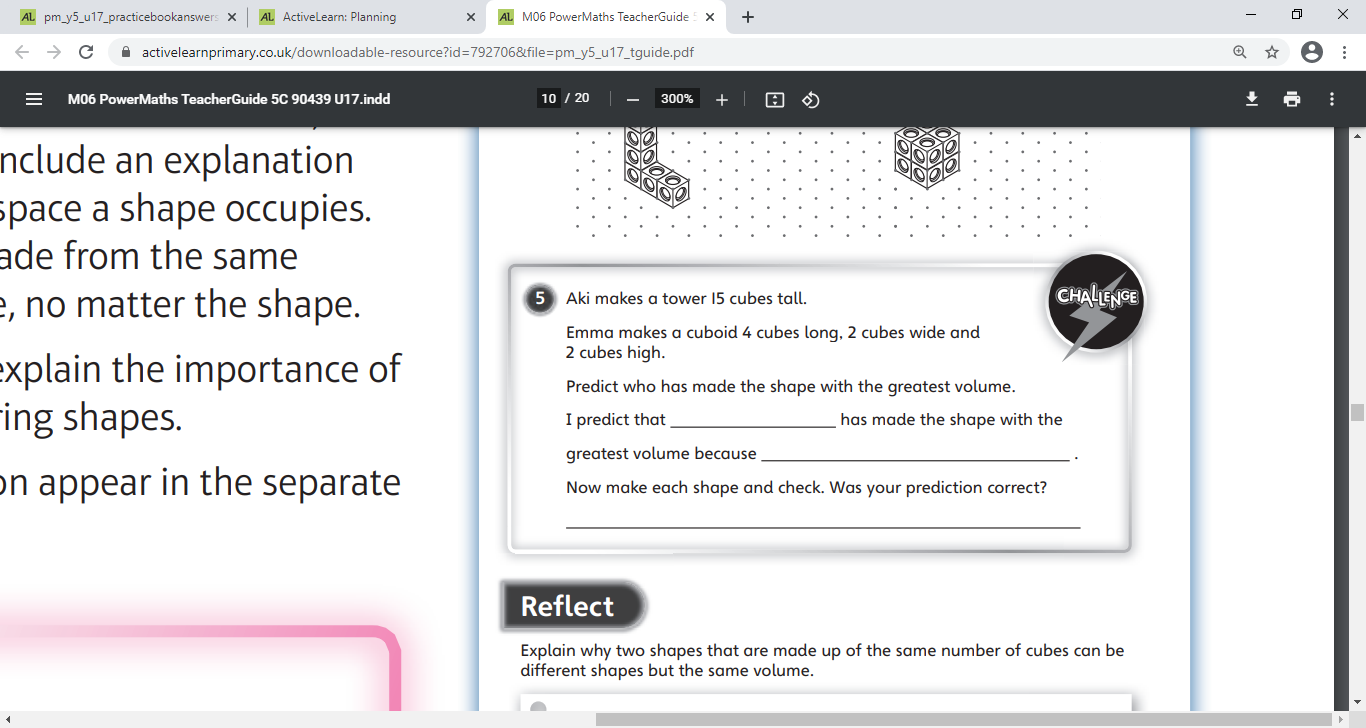 pm_y5_u17_practicebookanswers
ActiveLearn: Planning
M06 PowerMaths TeacherGuide 5
activelearnprimary.co.uk/downloadable-resource?id=792706&file=pm_y5_u17_tguide.pdf
M06 PowerMaths TeacherGuide 5C 90439 U17.indd
10 / 20
300%
nclude an explanation
space a shape occupies.
ade from the same
e, no matter the shape.
explain the importance of
ring shapes.
on appear in the separate
CHALLENGE
5 Aki makes a tower 15 cubes tall.
Emma makes a cuboid 4 cubes long, 2 cubes wide and
2 cubes high.
Predict who has made the shape with the greatest volume.
I predict that ______________ has made the shape with the
greatest volume because __________________________ .
Now make each shape and check. Was your prediction correct?
Reflect
Explain why two shapes that are made up of the same number of cubes can be
different shapes but the same volume.